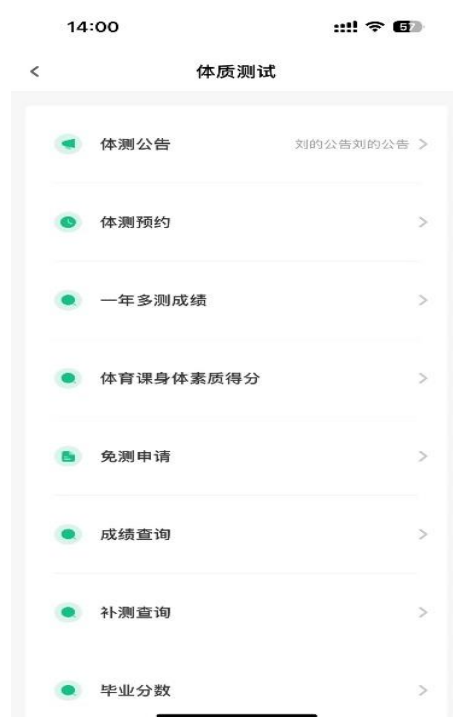 14:00
67
体质测试
体测公告
刘的公告刘的公告
体测预约
一年多测成绩
体育课身体素质得分
免测申请
成绩查询
补测查询
毕业分数